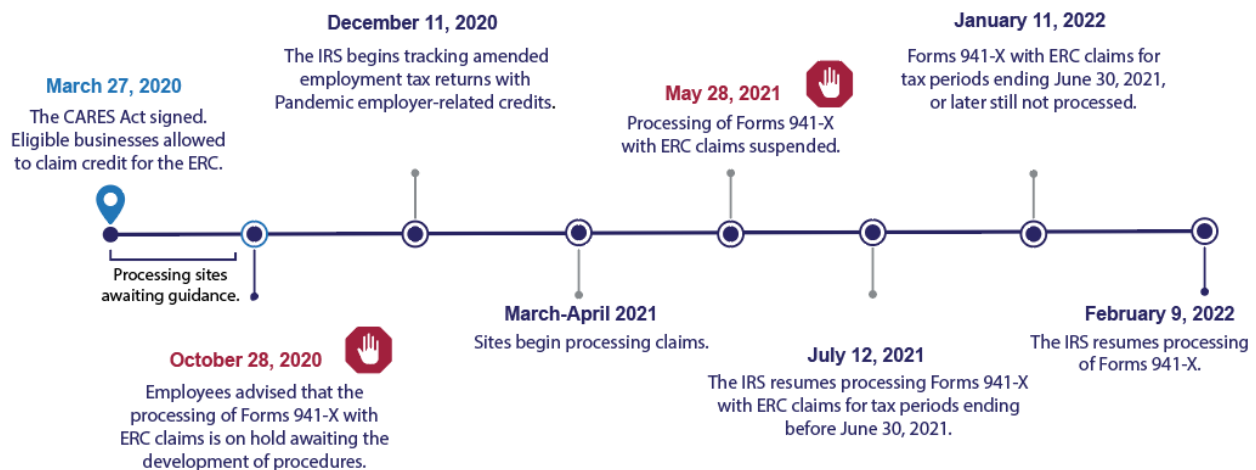 March 27, 2020
The CARES Act signed.
Eligible businesses allowed
to claim credit for the ERC.
Processing sites
awaiting guidance.
October 28, 2020
Employees advised that the
processing of Forms 941-X with
ERC claims is on hold awaiting the
development of procedures.
December 11, 2020
The IRS begins tracking amended
employment tax returns with
Pandemic employer-related credits.
March-April 2021
Sites begin processing claims.
May 28, 2021
Processing of Forms 941-X
with ERC claims suspended.
July 12, 2021
The IRS resumes processing Forms 941-X
with ERC claims for tax periods ending
before June 30, 2021.
January 11, 2022
Forms 941-X with ERC claims for
tax periods ending June 30, 2021,
or later still not processed.
February 9, 2022
The IRS resumes processing
of Forms 941-X.